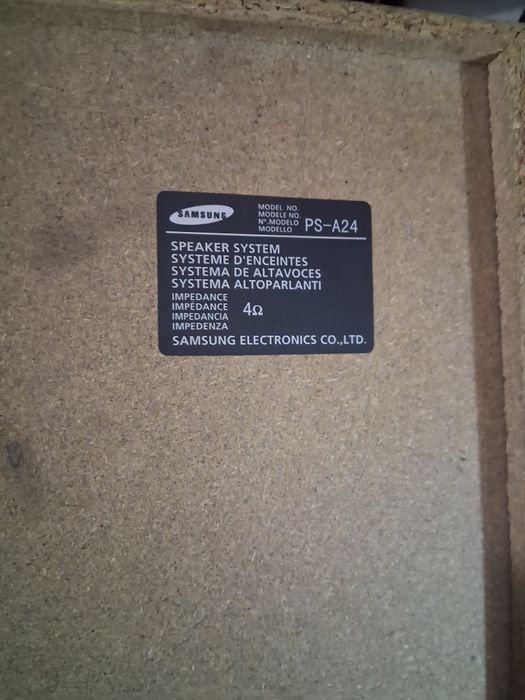 SAMSUNG
MODEL NO.
MODELE NO.
Nº.MODELO
MODELLO
PS-A24
SPEAKER SYSTEM
SYSTEME D'ENCEINTES
SYSTEMA DE ALTAVOCES
SYSTEMA ALTOPARLANTI
IMPEDANCE
IMPÉDANCE
IMPEDANCIA
IMPEDENZA
4Ω
SAMSUNG ELECTRONICS CO.,LTD.